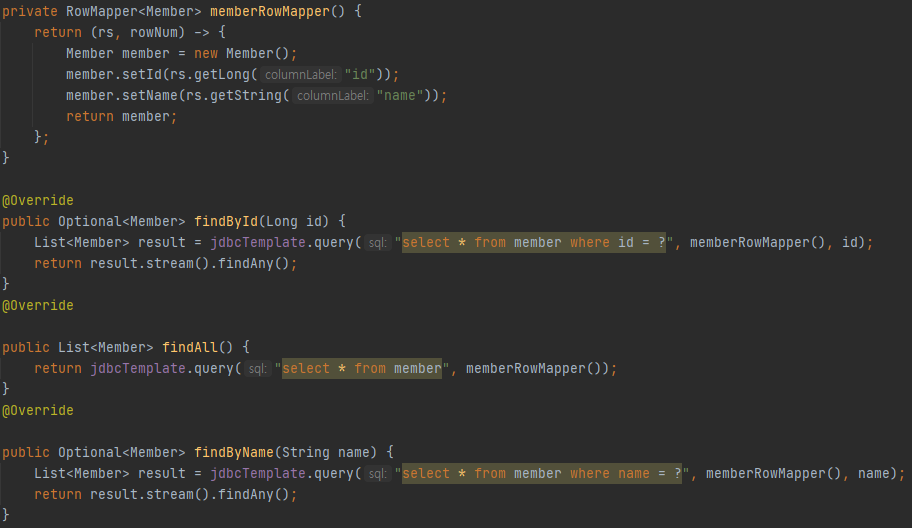 private RowMapper<Member> memberRowMapper() {
    return (rs, rowNum) -> {
        Member member = new Member();
        member.setId(rs.getLong( columnLabel: "id"));
        member.setName(rs.getString( columnLabel: "name"));
        return member;
    };
}

@Override
public Optional<Member> findById(Long id) {
    List<Member> result = jdbcTemplate.query( sql: "select * from member where id = ?", memberRowMapper(), id);
    return result.stream().findAny();
}
@Override

public List<Member> findAll() {
    return jdbcTemplate.query( sql: "select * from member", memberRowMapper());
}
@Override

public Optional<Member> findByName(String name) {
    List<Member> result = jdbcTemplate.query( sql: "select * from member where name = ?", memberRowMapper(), name);
    return result.stream().findAny();
}